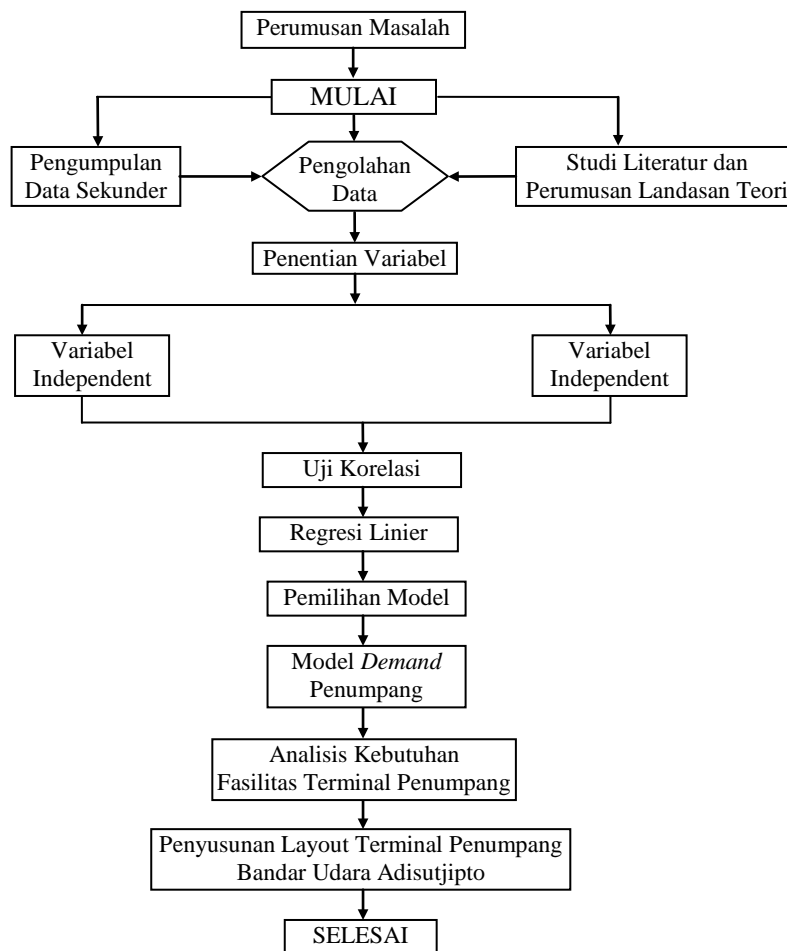 Perumusan Masalah
MULAI
Pengumpulan
Data Sekunder
Pengolahan
Data
Studi Literatur dan
Perumusan Landasan Teori
Penentian Variabel
Variabel
Independent
Variabel
Independent
Uji Korelasi
Regresi Linier
Pemilihan Model
Model Demand
Penumpang
Analisis Kebutuhan
Fasilitas Terminal Penumpang
Penyusunan Layout Terminal Penumpang
Bandar Udara Adisutjipto
SELESAI